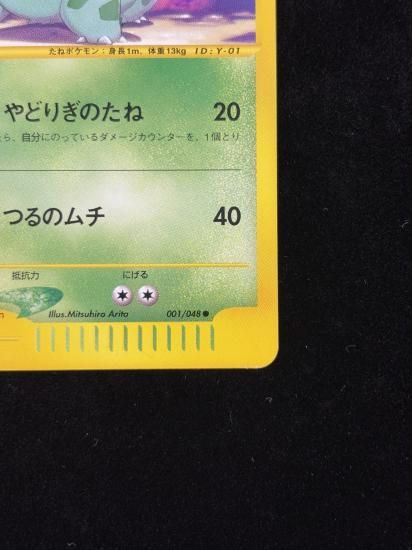 たねポケモン：身長1m、体重13kg ID:Y-01
やどりぎのたね 20
ら、自分にのっているダメージカウンターを、1個とり
つるのムチ 40
抵抗力 にげる
Illus.Mitsuhiro Arita 001/048●